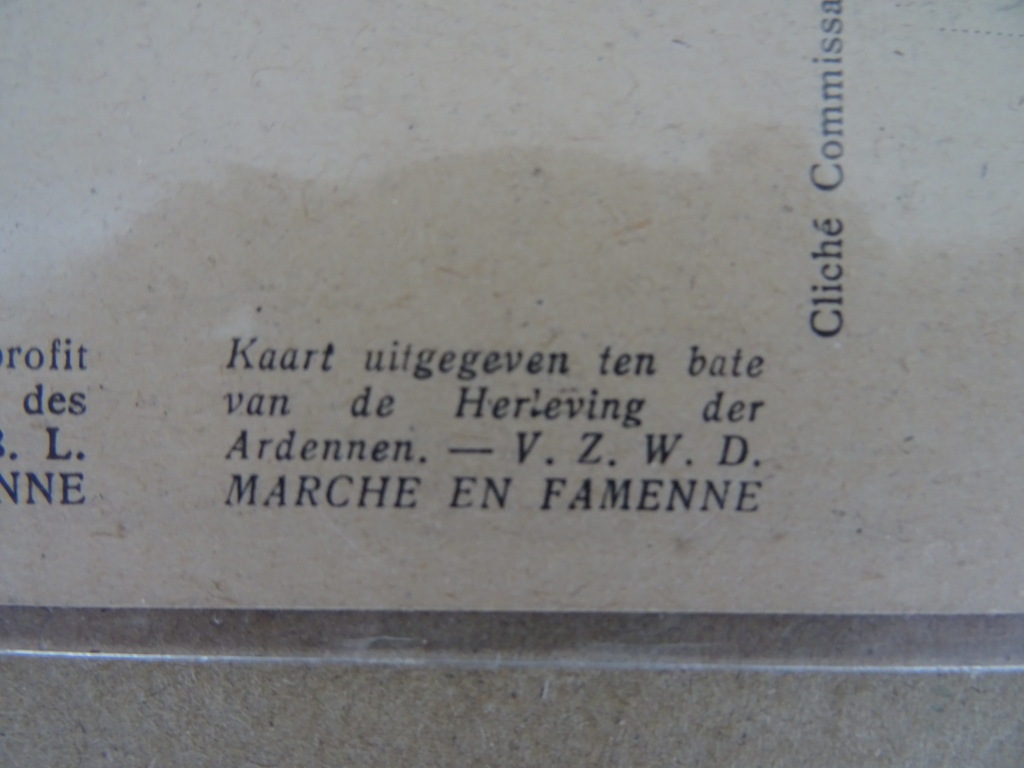 profit
des
B. L.
NNE
Kaart uitgegeven ten bate
van de Herleving der
Ardennen. — V. Z. W. D.
MARCHE EN FAMENNE
Cliché Commissa